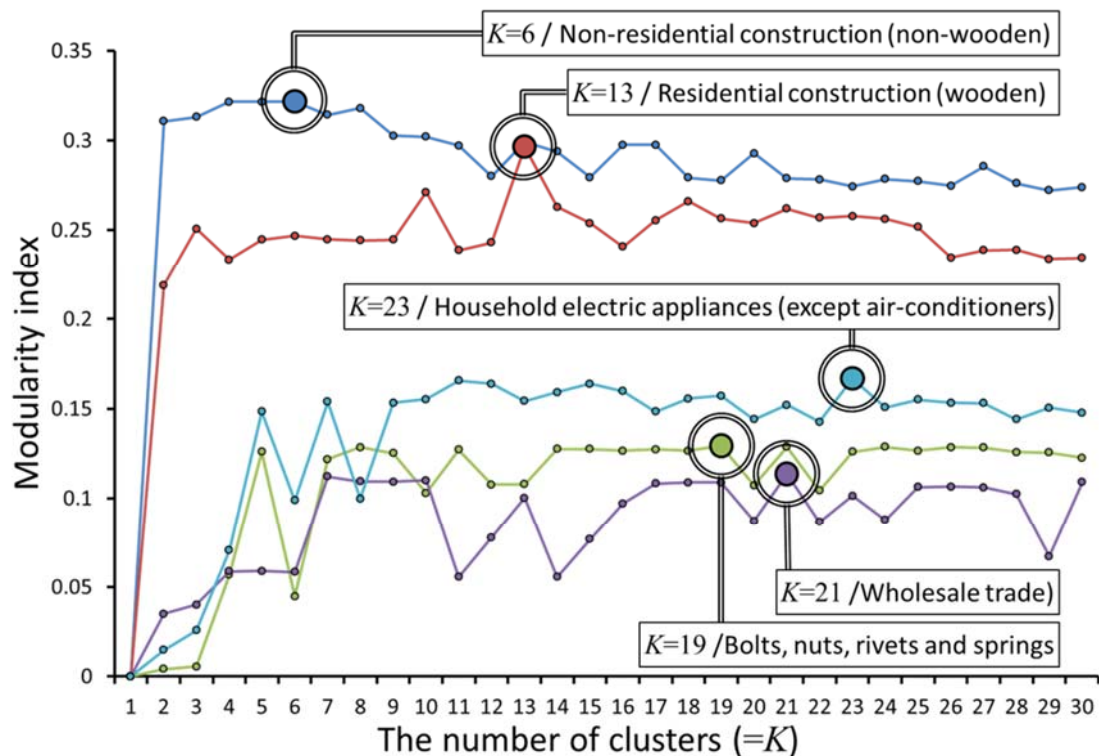 K=6 / Non-residential construction (non-wooden)
K=13 / Residential construction (wooden)
K=23 / Household electric appliances (except air-conditioners)
K=21 /Wholesale trade)
K=19 /Bolts, nuts, rivets and springs
Modularity index
0.35
0.3
0.25
0.2
0.15
0.1
0.05
0
1 2 3 4 5 6 7 8 9 10 11 12 13 14 15 16 17 18 19 20 21 22 23 24 25 26 27 28 29 30
The number of clusters (=K)